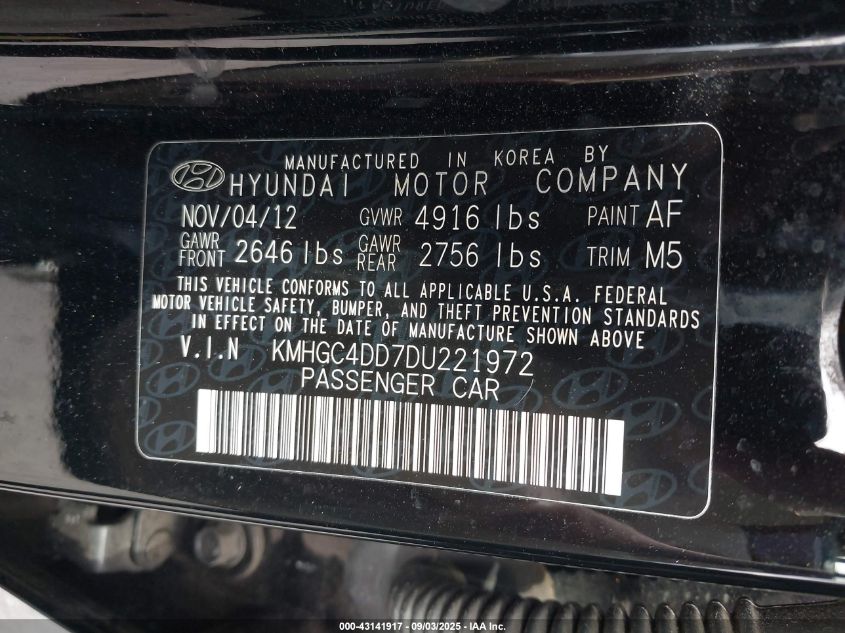 MANUFACTURED IN KOREA BY
HYUNDAI MOTOR COMPANY
NOV/04/12 GVWR 4916 lbs PAINT AF
GAWR FRONT 2646 lbs GAWR REAR 2756 lbs TRIM M5
THIS VEHICLE CONFORMS TO ALL APPLICABLE U.S.A. FEDERAL
MOTOR VEHICLE SAFETY, BUMPER, AND THEFT PREVENTION STANDARDS
IN EFFECT ON THE DATE OF MANUFACTURE SHOWN ABOVE
V.I.N KMHGC4DD7DU221972
PASSENGER CAR
000-43141917 - 09/03/2025 - IAA Inc.